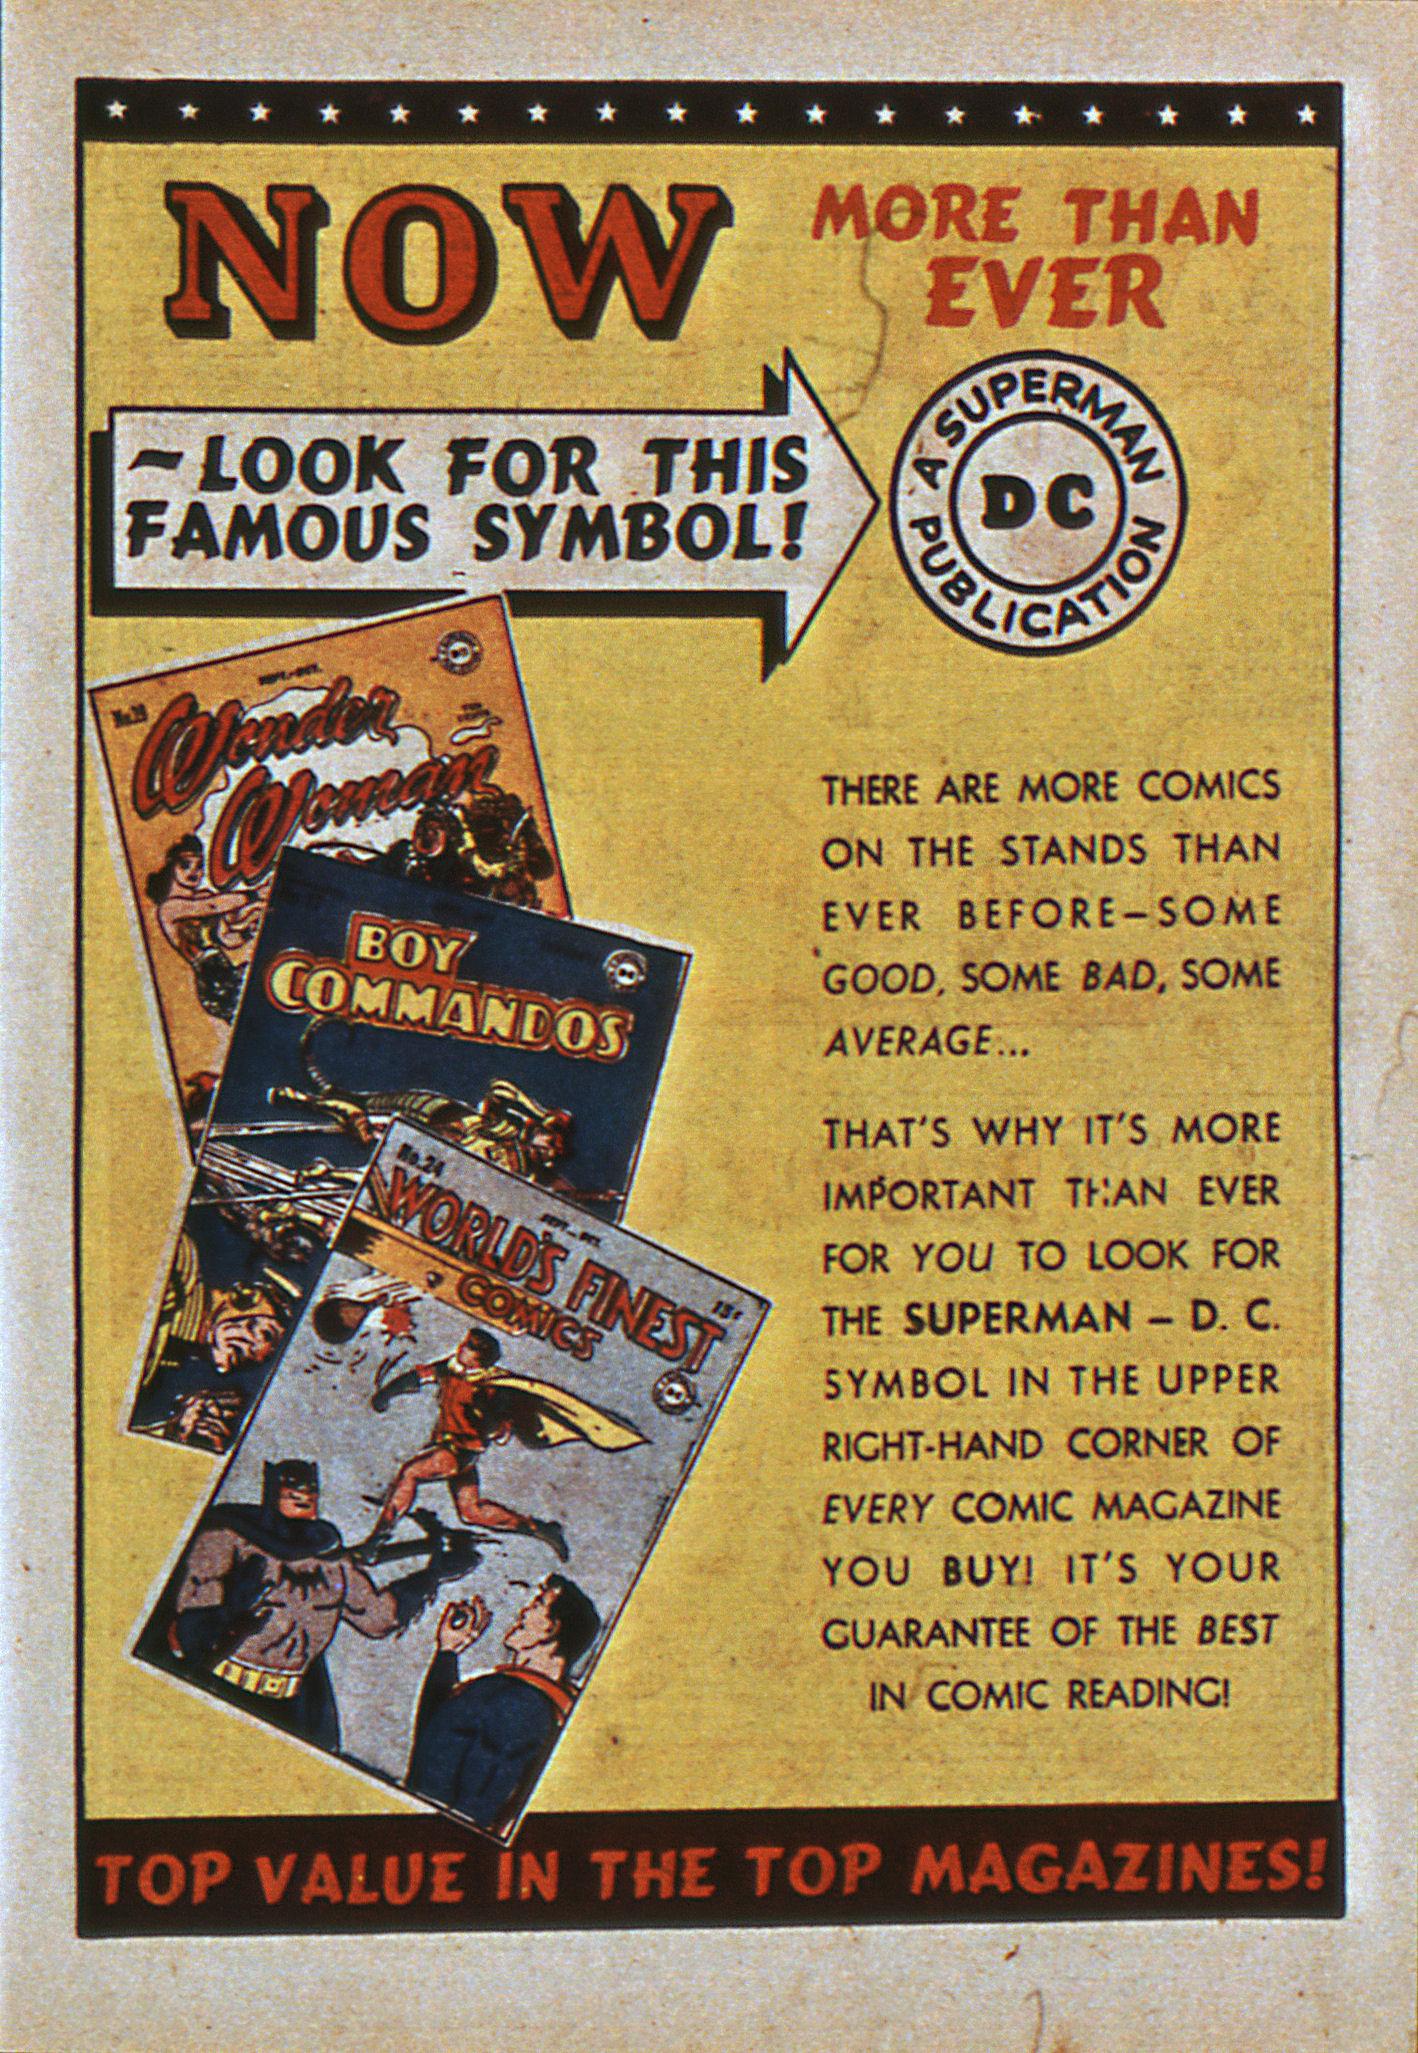 NOW
MORE THAN
EVER
~LOOK FOR THIS
FAMOUS SYMBOL!
A SUPERMAN
DC
PUBLICATION
SEPT.-OCT.
Wonder
Woman
BOY
COMMANDOS
No.24
SEPT.-OCT.
WORLD'S FINEST
15¢
COMICS
THERE ARE MORE COMICS
ON THE STANDS THAN
EVER BEFORE—SOME
GOOD, SOME BAD, SOME
AVERAGE...
THAT'S WHY IT'S MORE
IMPORTANT THAN EVER
FOR YOU TO LOOK FOR
THE SUPERMAN — D. C.
SYMBOL IN THE UPPER
RIGHT-HAND CORNER OF
EVERY COMIC MAGAZINE
YOU BUY! IT'S YOUR
GUARANTEE OF THE BEST
IN COMIC READING!
TOP VALUE IN THE TOP MAGAZINES!